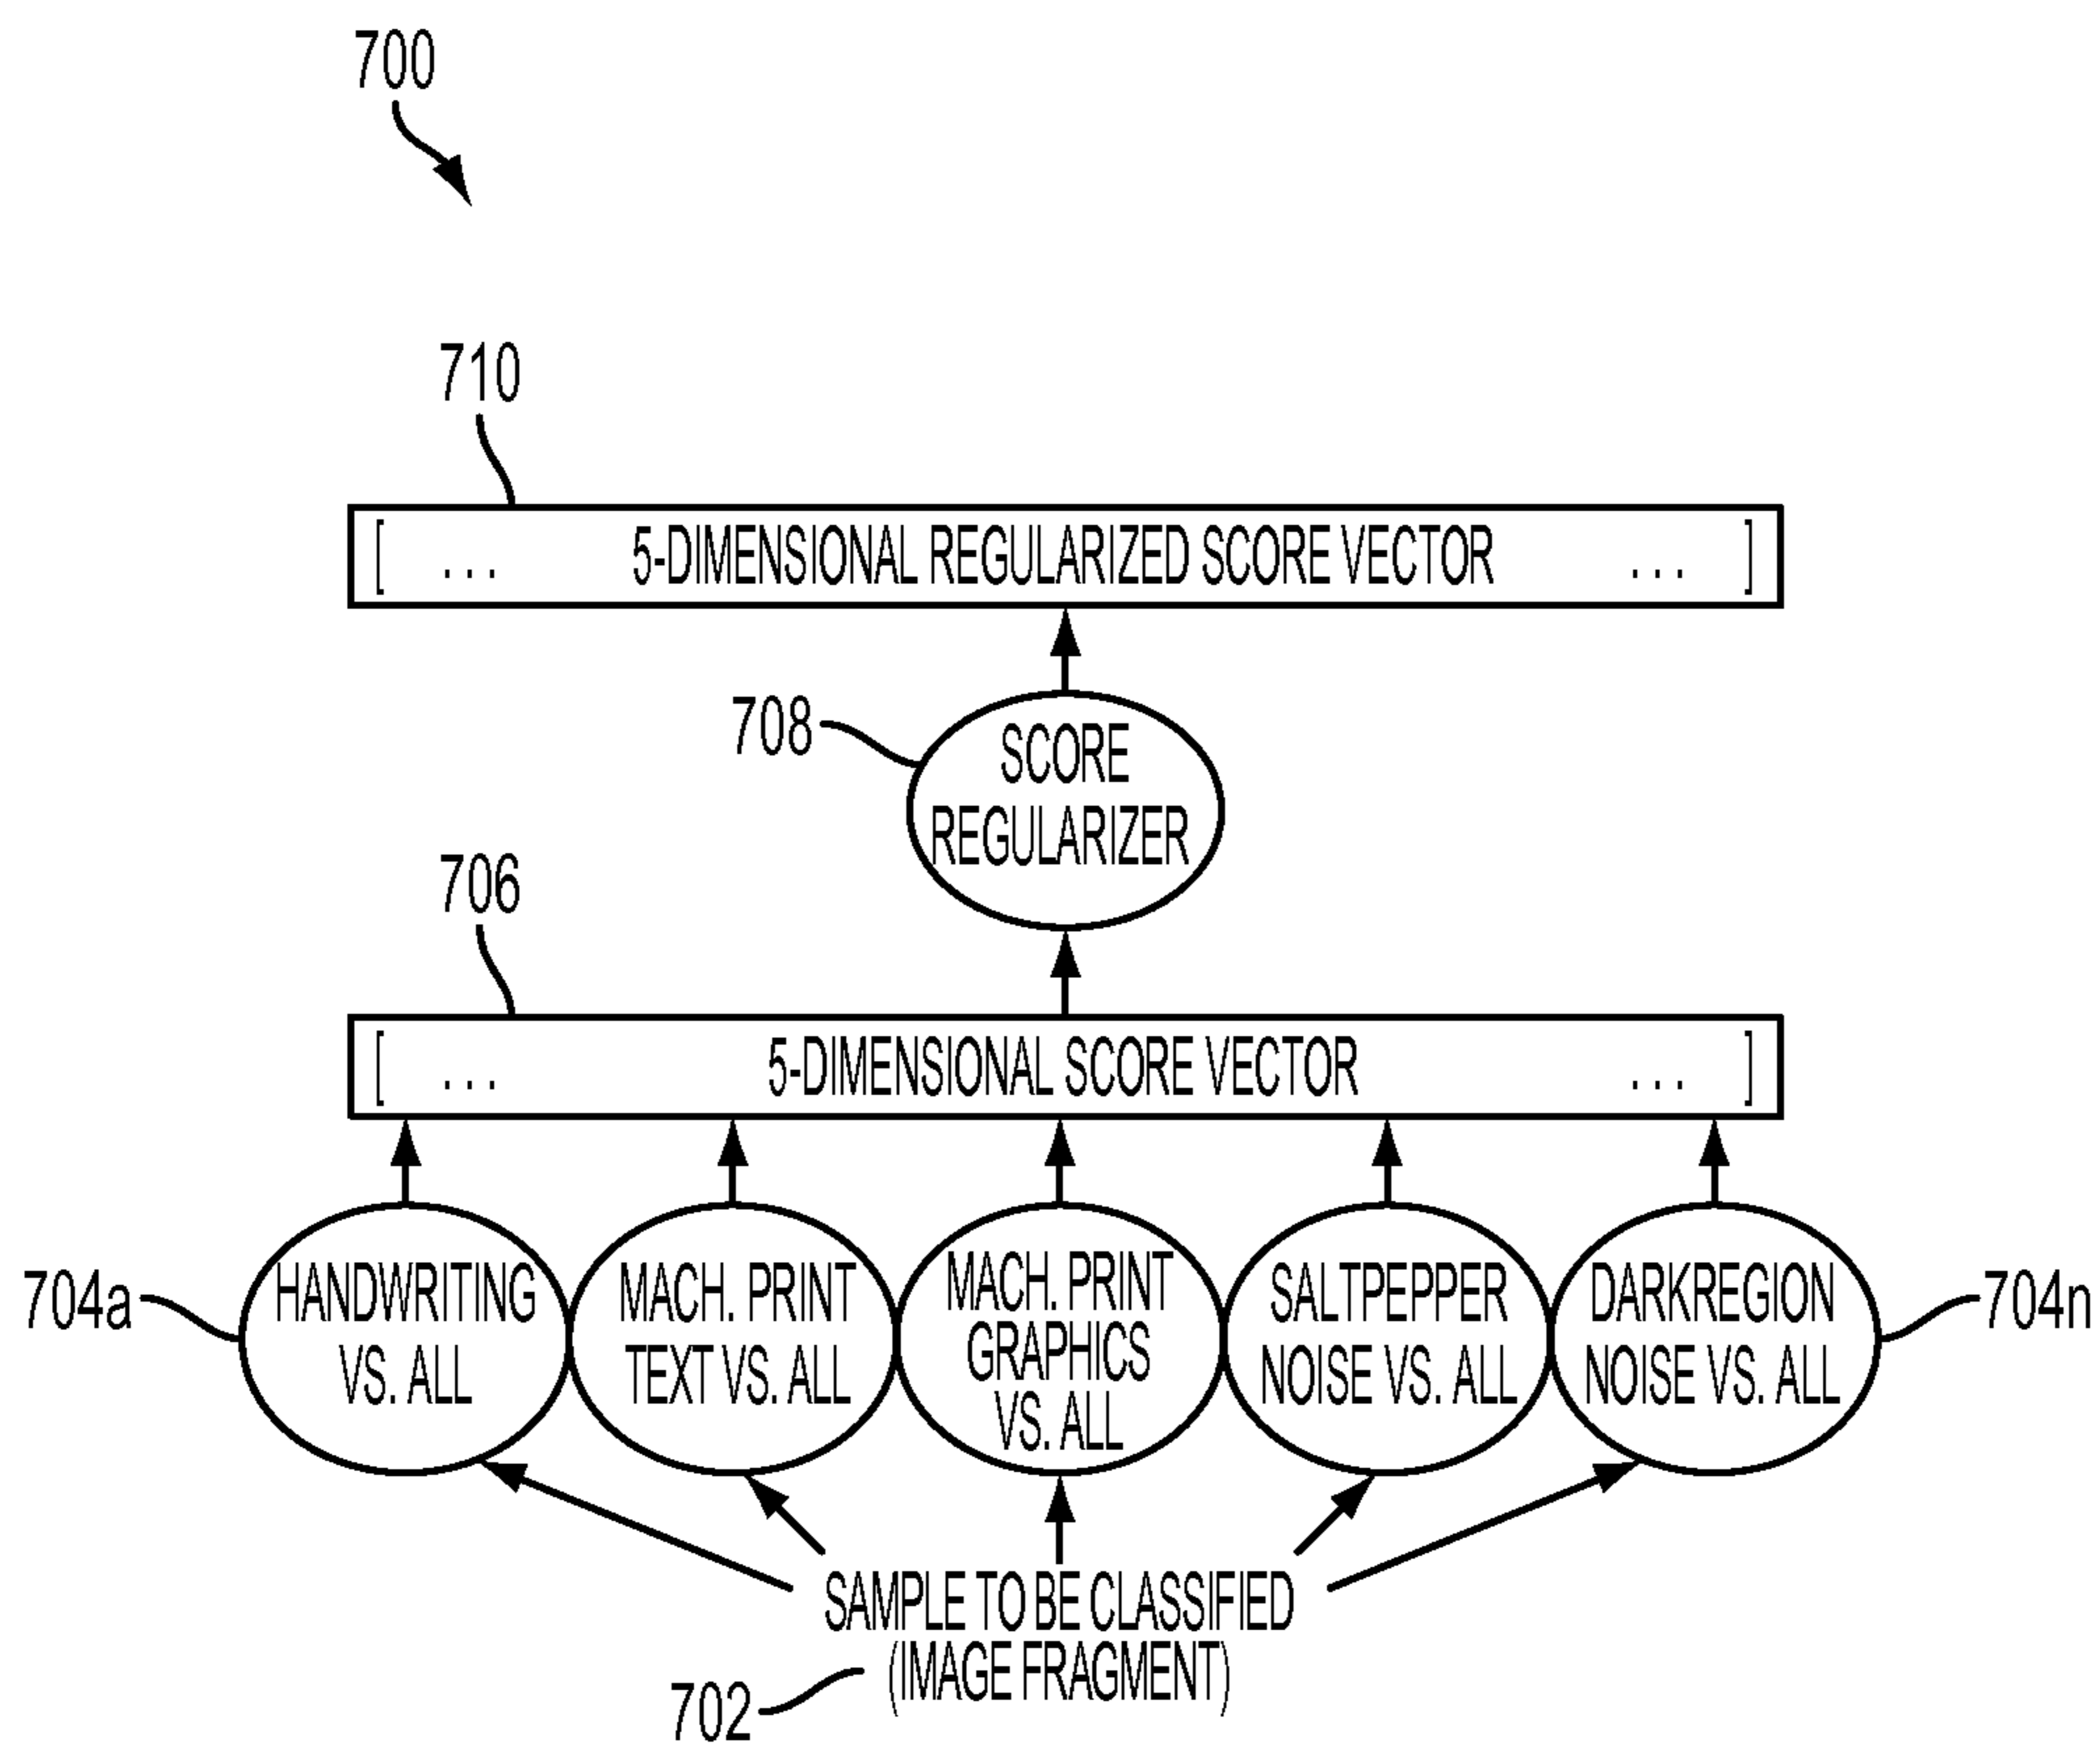 700
710
[ ... 5-DIMENSIONAL REGULARIZED SCORE VECTOR ... ]
708
SCORE
REGULARIZER
706
[ ... 5-DIMENSIONAL SCORE VECTOR ... ]
704a
HANDWRITING
VS. ALL
MACH. PRINT
TEXT VS. ALL
MACH. PRINT
GRAPHICS
VS. ALL
SALTPEPPER
NOISE VS. ALL
DARKREGION
NOISE VS. ALL
704n
SAMPLE TO BE CLASSIFIED
(IMAGE FRAGMENT)
702